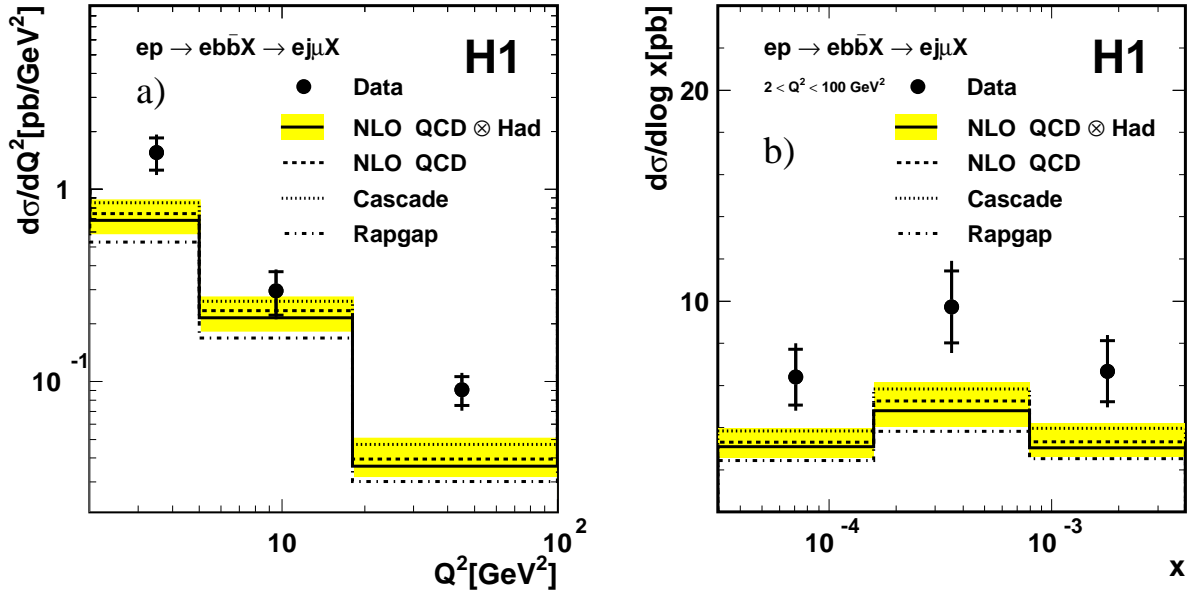 dσ/dQ²[pb/GeV²]
ep → ebb̄X → ejμX
H1
a)
Data
NLO QCD ⊗ Had
NLO QCD
Cascade
Rapgap
1
10⁻¹
10
10²
Q²[GeV²]
dσ/dlog x[pb]
ep → ebb̄X → ejμX
H1
2 < Q² < 100 GeV²
b)
Data
NLO QCD ⊗ Had
NLO QCD
Cascade
Rapgap
20
10
10⁻⁴
10⁻³
x